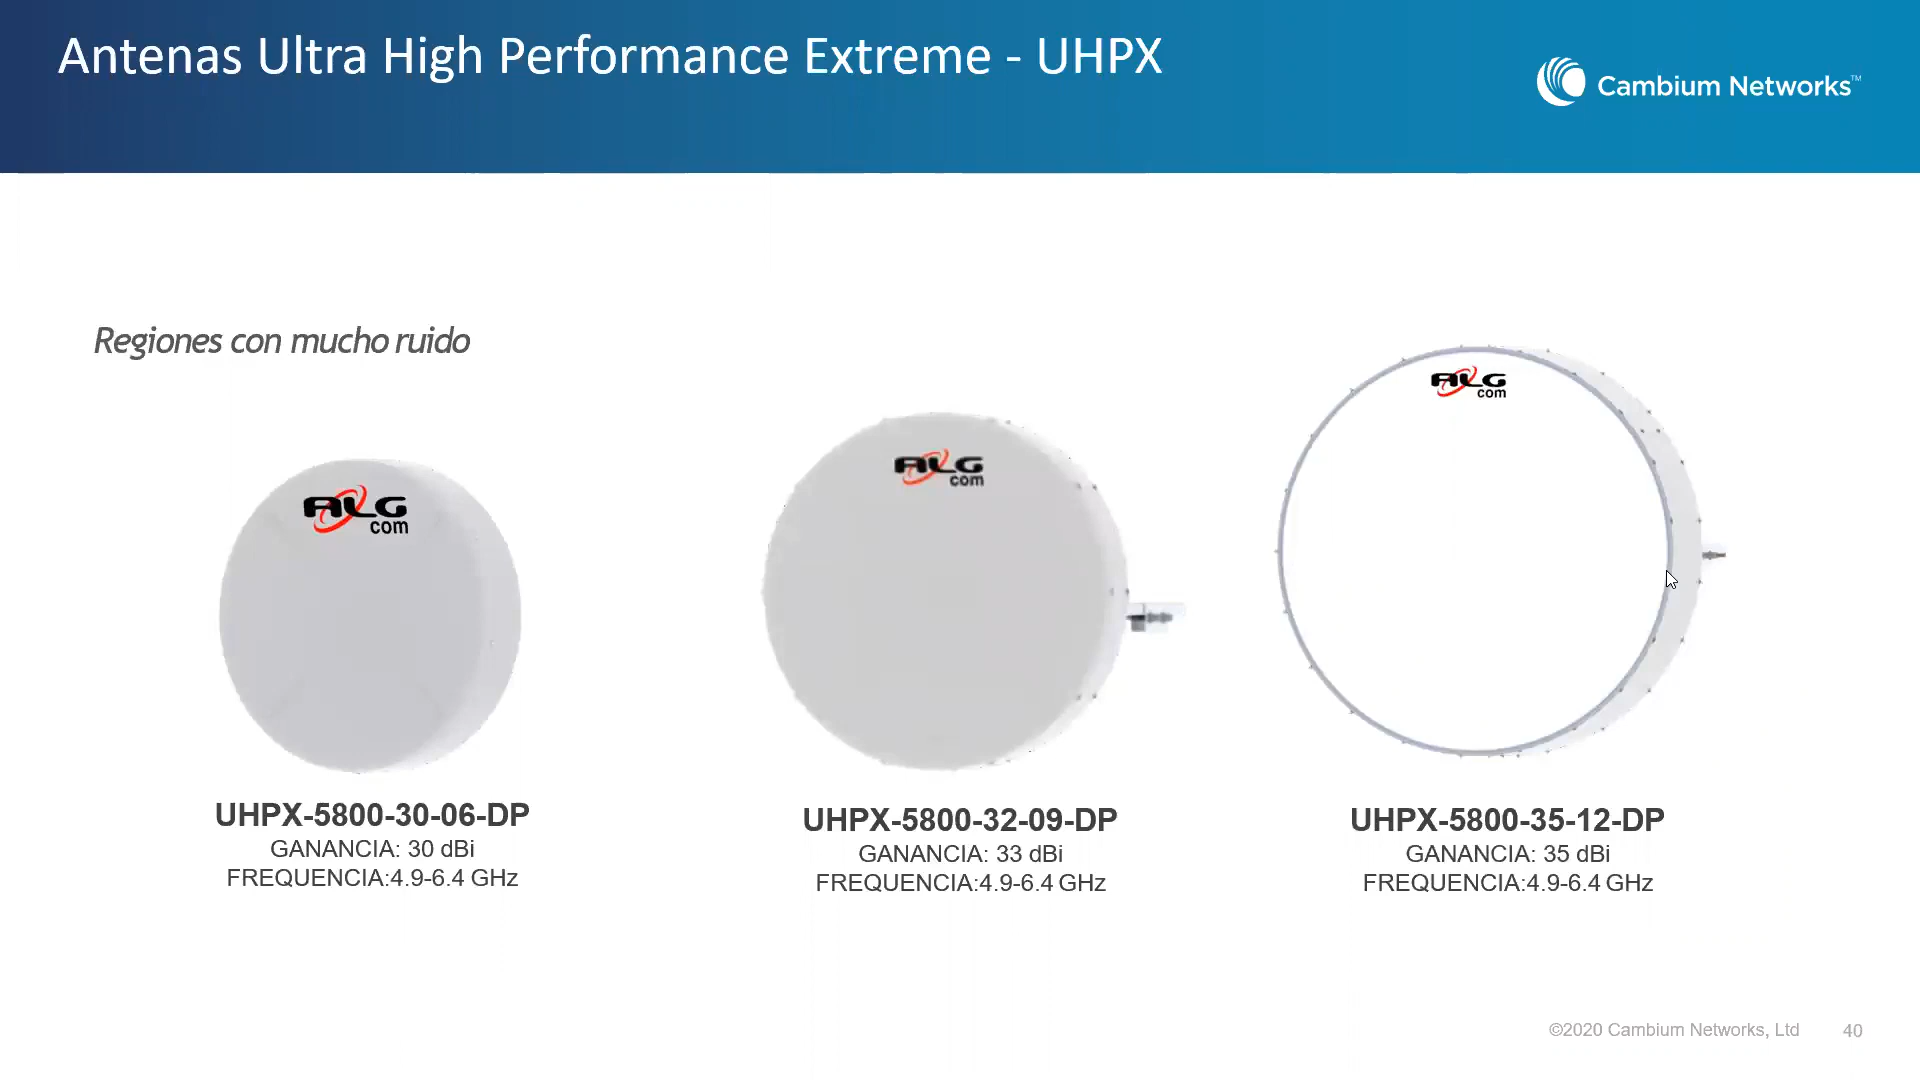 Antenas Ultra High Performance Extreme - UHPX
Cambium Networks™
Regiones con mucho ruido
ALG
com
ALG
com
ALG
com
UHPX-5800-30-06-DP
GANANCIA: 30 dBi
FREQUENCIA:4.9-6.4 GHz
UHPX-5800-32-09-DP
GANANCIA: 33 dBi
FREQUENCIA:4.9-6.4 GHz
UHPX-5800-35-12-DP
GANANCIA: 35 dBi
FREQUENCIA:4.9-6.4 GHz
©2020 Cambium Networks, Ltd
40